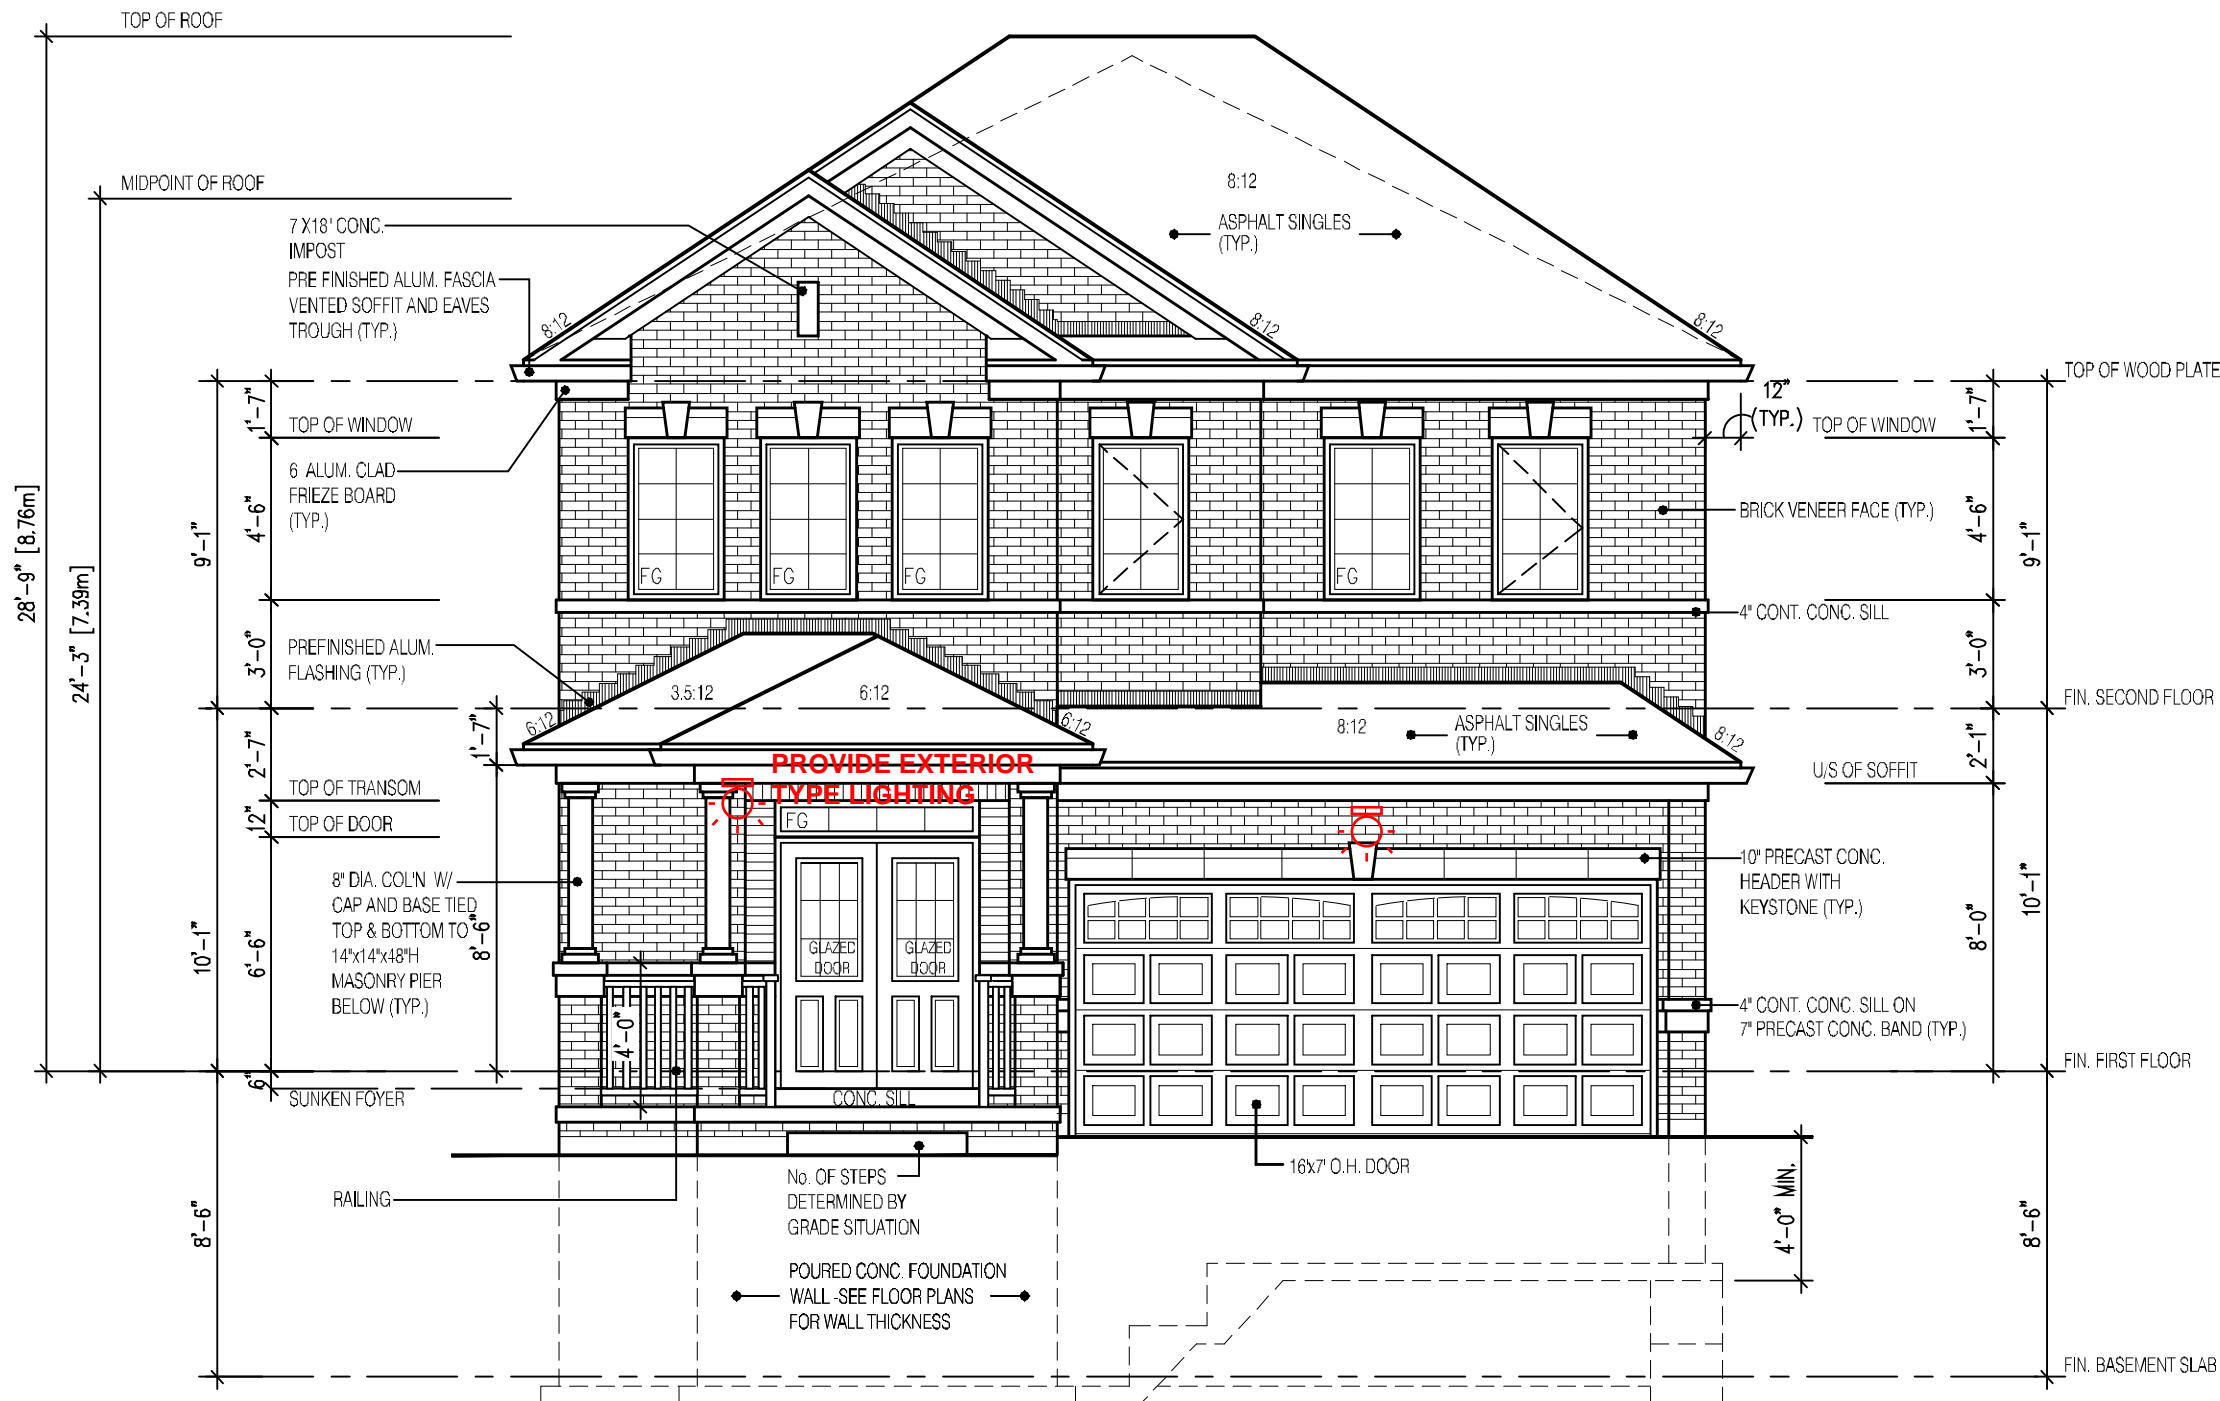 TOP OF ROOF
MIDPOINT OF ROOF
7 X18' CONC.
IMPOST
PRE FINISHED ALUM. FASCIA
VENTED SOFFIT AND EAVES
TROUGH (TYP.)
8:12
ASPHALT SINGLES
(TYP.)
8:12
8:12
8:12
TOP OF WOOD PLATE
12"
(TYP.)
1'-7"
TOP OF WINDOW
TOP OF WINDOW
1'-7"
6 ALUM. CLAD
FRIEZE BOARD
(TYP.)
28'-9" [8.76m]
24'-3" [7.39m]
9'-1"
4'-6"
FG
FG
FG
FG
BRICK VENEER FACE (TYP.)
4'-6"
9'-1"
4" CONT. CONC. SILL
3'-0"
PREFINISHED ALUM.
FLASHING (TYP.)
3'-0"
3.5:12
6:12
6:12
6:12
FIN. SECOND FLOOR
8:12
ASPHALT SINGLES
(TYP.)
8:12
2'-7"
1'-7"
2'-1"
PROVIDE EXTERIOR
TYPE LIGHTING
U/S OF SOFFIT
TOP OF TRANSOM
12"
TOP OF DOOR
FG
10" PRECAST CONC.
HEADER WITH
KEYSTONE (TYP.)
8" DIA. COL'N W/
CAP AND BASE TIED
TOP & BOTTOM TO
14"x14"x48"H
MASONRY PIER
BELOW (TYP.)
10'-1"
6'-6"
8'-6"
GLAZED
DOOR
GLAZED
DOOR
8'-0"
10'-1"
4'-0"
4" CONT. CONC. SILL ON
7" PRECAST CONC. BAND (TYP.)
FIN. FIRST FLOOR
6"
SUNKEN FOYER
CONC. SILL
16'x7' O.H. DOOR
No. OF STEPS
DETERMINED BY
GRADE SITUATION
RAILING
8'-6"
4'-0" MIN.
8'-6"
POURED CONC. FOUNDATION
WALL -SEE FLOOR PLANS
FOR WALL THICKNESS
FIN. BASEMENT SLAB